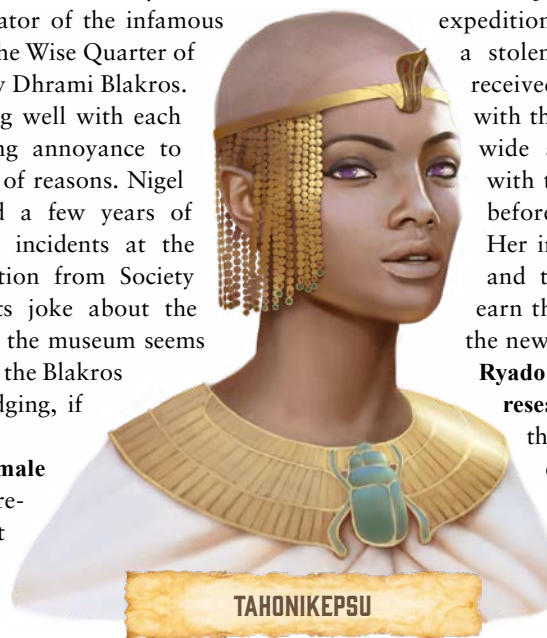 ator of the infamous
he Wise Quarter of
y Dhrami Blakros.
g well with each
ng annoyance to
of reasons. Nigel
d a few years of
incidents at the
tion from Society
ts joke about the
the museum seems
the Blakros
dging, if
male
re-
t
expedition
a stolen
received
with th
wide a
with t
before
Her in
and t
earn th
the new
Ryado
resea
th
TAHONIKEPSU